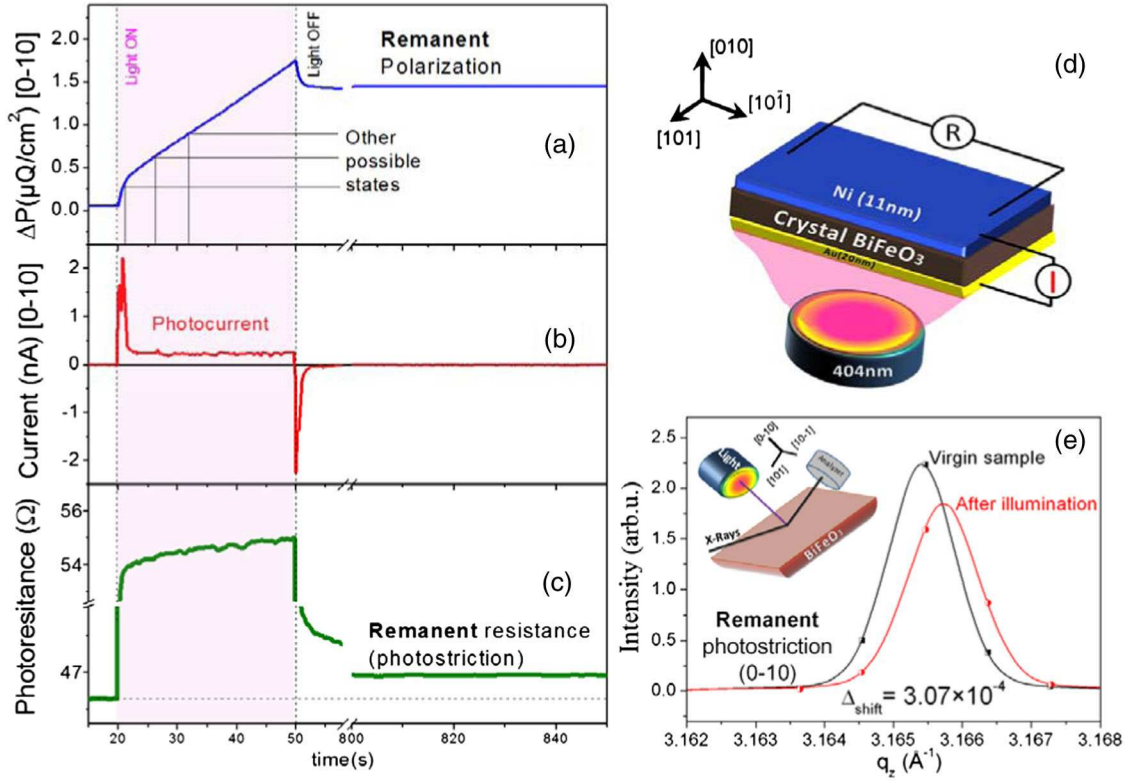 ΔP(μQ/cm²) [0-10]
2.0
1.5
1.0
0.5
0.0
Light ON
Light OFF
Remanent
Polarization
Other
possible
states
(a)
Current (nA) [0-10]
2
1
0
-1
-2
Photocurrent
(b)
Photoresitance (Ω)
56
54
47
Remanent resistance
(photostriction)
(c)
20
30
40
50
800
820
840
time(s)
(d)
[010]
[101̄]
[101]
R
Ni (11nm)
Crystal BiFeO₃
Au(20nm)
I
404nm
(e)
Intensity (arb.u.)
2.5
2.0
1.5
1.0
0.5
0.0
Light
[0-10]
[10-1]
[101]
Analyzer
X-Rays
BiFeO₃
Virgin sample
After illumination
Remanent
photostriction
(0-10)
Δshift = 3.07×10⁻⁴
3.162
3.163
3.164
3.165
3.166
3.167
3.168
qz (Å⁻¹)